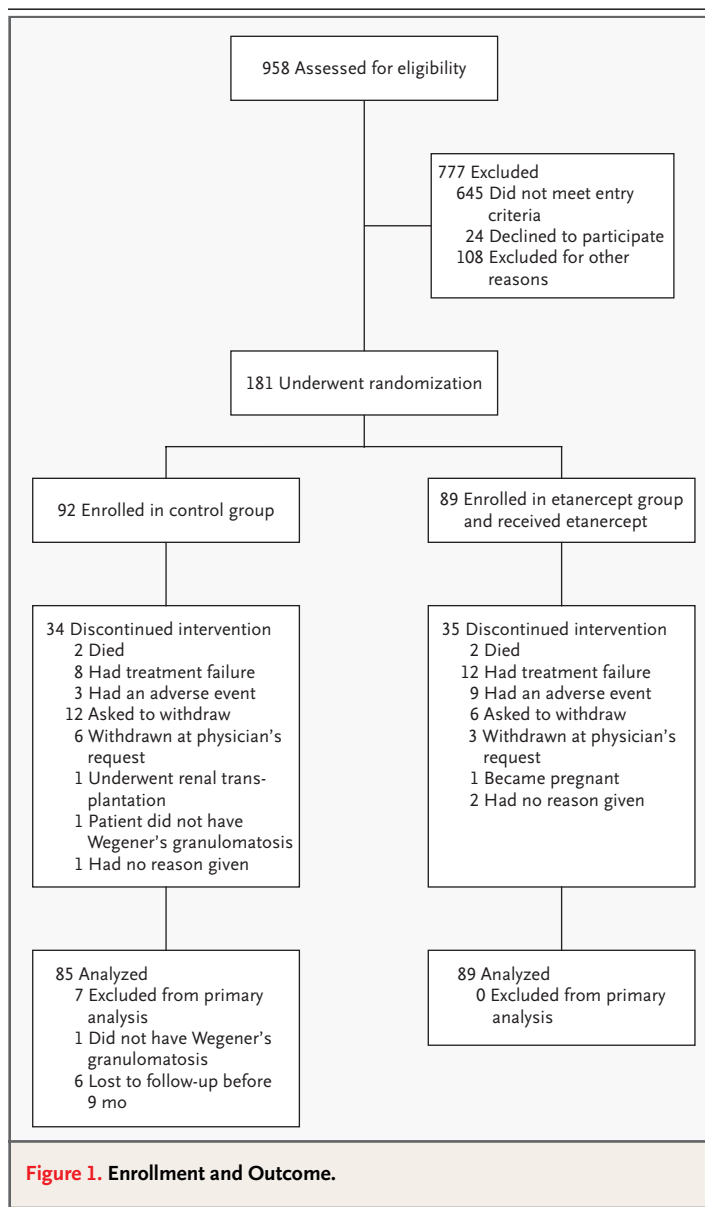 958 Assessed for eligibility
777 Excluded
645 Did not meet entry
criteria
24 Declined to participate
108 Excluded for other
reasons
181 Underwent randomization
92 Enrolled in control group
89 Enrolled in etanercept group
and received etanercept
34 Discontinued intervention
2 Died
8 Had treatment failure
3 Had an adverse event
12 Asked to withdraw
6 Withdrawn at physician's
request
1 Underwent renal trans-
plantation
1 Patient did not have
Wegener's granulomatosis
1 Had no reason given
35 Discontinued intervention
2 Died
12 Had treatment failure
9 Had an adverse event
6 Asked to withdraw
3 Withdrawn at physician's
request
1 Became pregnant
2 Had no reason given
85 Analyzed
7 Excluded from primary
analysis
1 Did not have Wegener's
granulomatosis
6 Lost to follow-up before
9 mo
89 Analyzed
0 Excluded from primary
analysis
Figure 1. Enrollment and Outcome.